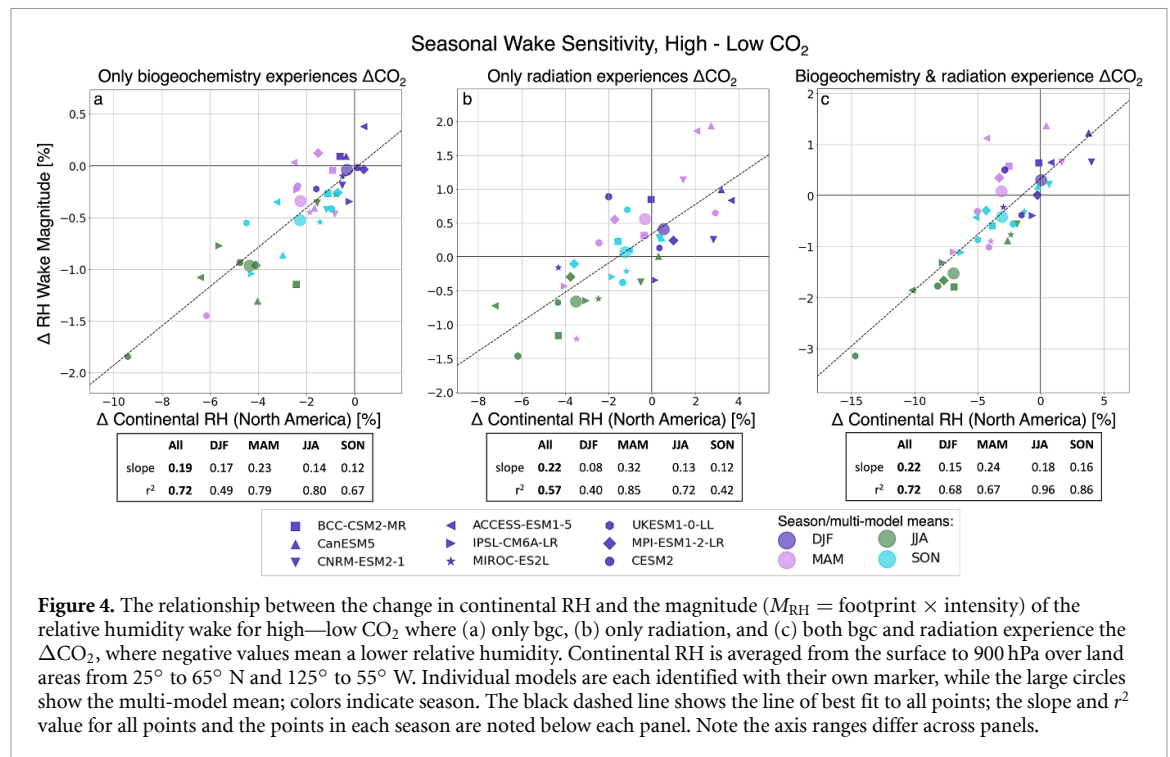 Seasonal Wake Sensitivity, High - Low CO₂
Only biogeochemistry experiences ΔCO₂
Only radiation experiences ΔCO₂
Biogeochemistry & radiation experience ΔCO₂
a
b
c
Δ RH Wake Magnitude [%]
0.5
0.0
−0.5
−1.0
−1.5
−2.0
−10 −8 −6 −4 −2 0
2.0
1.5
1.0
0.5
0.0
−0.5
−1.0
−1.5
−2.0
−8 −6 −4 −2 0 2 4
2
1
0
−1
−2
−3
−15 −10 −5 0 5
Δ Continental RH (North America) [%]
Δ Continental RH (North America) [%]
Δ Continental RH (North America) [%]
All DJF MAM JJA SON
slope 0.19 0.17 0.23 0.14 0.12
r² 0.72 0.49 0.79 0.80 0.67
All DJF MAM JJA SON
slope 0.22 0.08 0.32 0.13 0.12
r² 0.57 0.40 0.85 0.72 0.42
All DJF MAM JJA SON
slope 0.22 0.15 0.24 0.18 0.16
r² 0.72 0.68 0.67 0.96 0.86
BCC-CSM2-MR
CanESM5
CNRM-ESM2-1
ACCESS-ESM1-5
IPSL-CM6A-LR
MIROC-ES2L
UKESM1-0-LL
MPI-ESM1-2-LR
CESM2
Season/multi-model means:
DJF
MAM
JJA
SON
Figure 4. The relationship between the change in continental RH and the magnitude (M_RH = footprint × intensity) of the
relative humidity wake for high—low CO₂ where (a) only bgc, (b) only radiation, and (c) both bgc and radiation experience the
ΔCO₂, where negative values mean a lower relative humidity. Continental RH is averaged from the surface to 900 hPa over land
areas from 25° to 65° N and 125° to 55° W. Individual models are each identified with their own marker, while the large circles
show the multi-model mean; colors indicate season. The black dashed line shows the line of best fit to all points; the slope and r²
value for all points and the points in each season are noted below each panel. Note the axis ranges differ across panels.